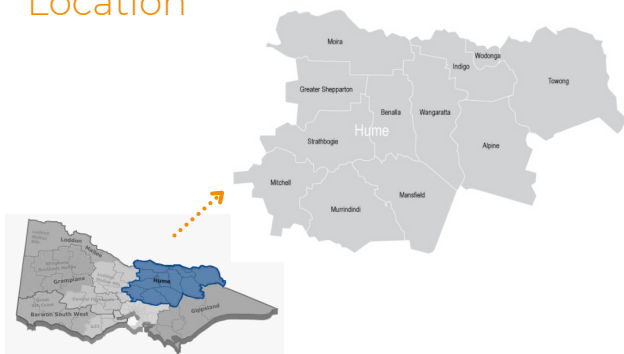 Location
Moira
Wodonga
Indigo
Towong
Greater Shepparton
Benalla
Wangaratta
Hume
Strathbogie
Alpine
Mitchell
Mansfield
Murrindindi
Loddon
Mallee
Hume
Grampians
Gippsland
Barwon South West